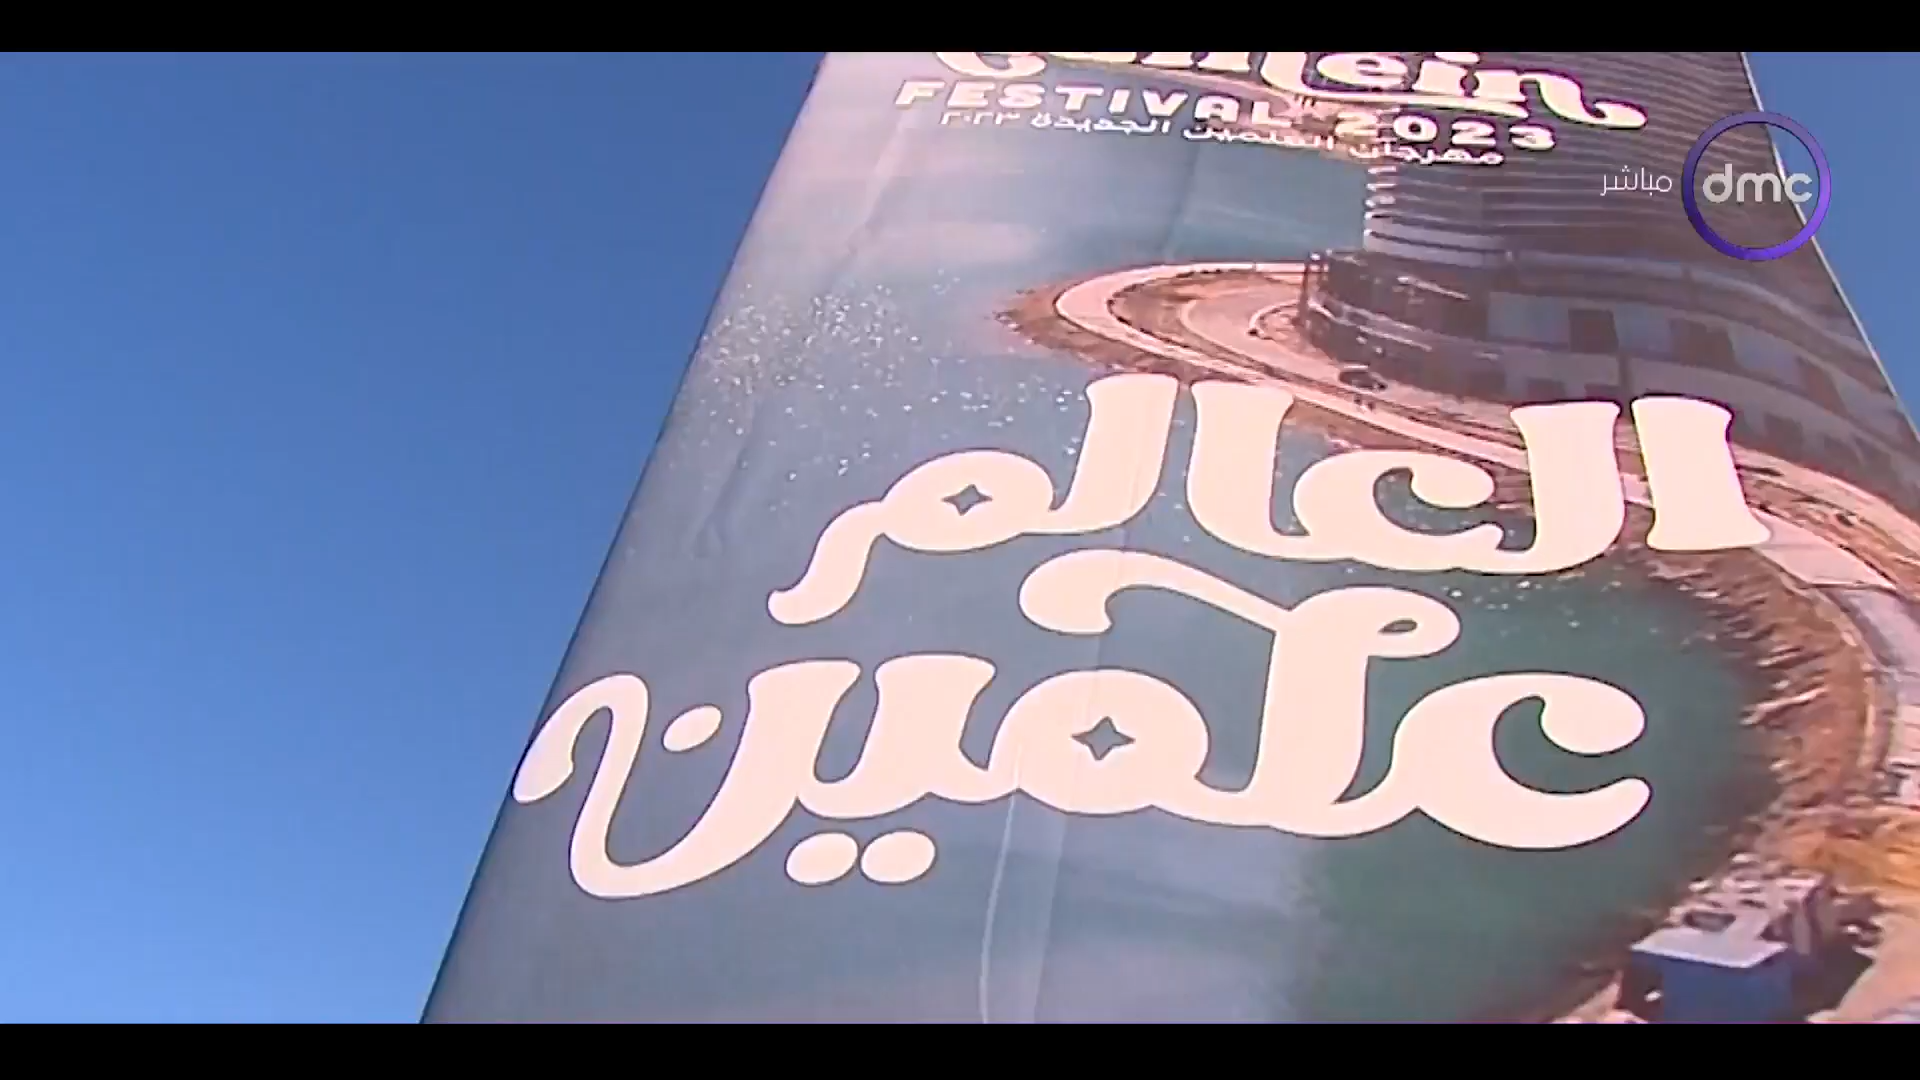 FESTIVAL 2023
مهرجان العلمين الجديدة ٢٠٢٣
مباشر
dmc
العالم
علمين